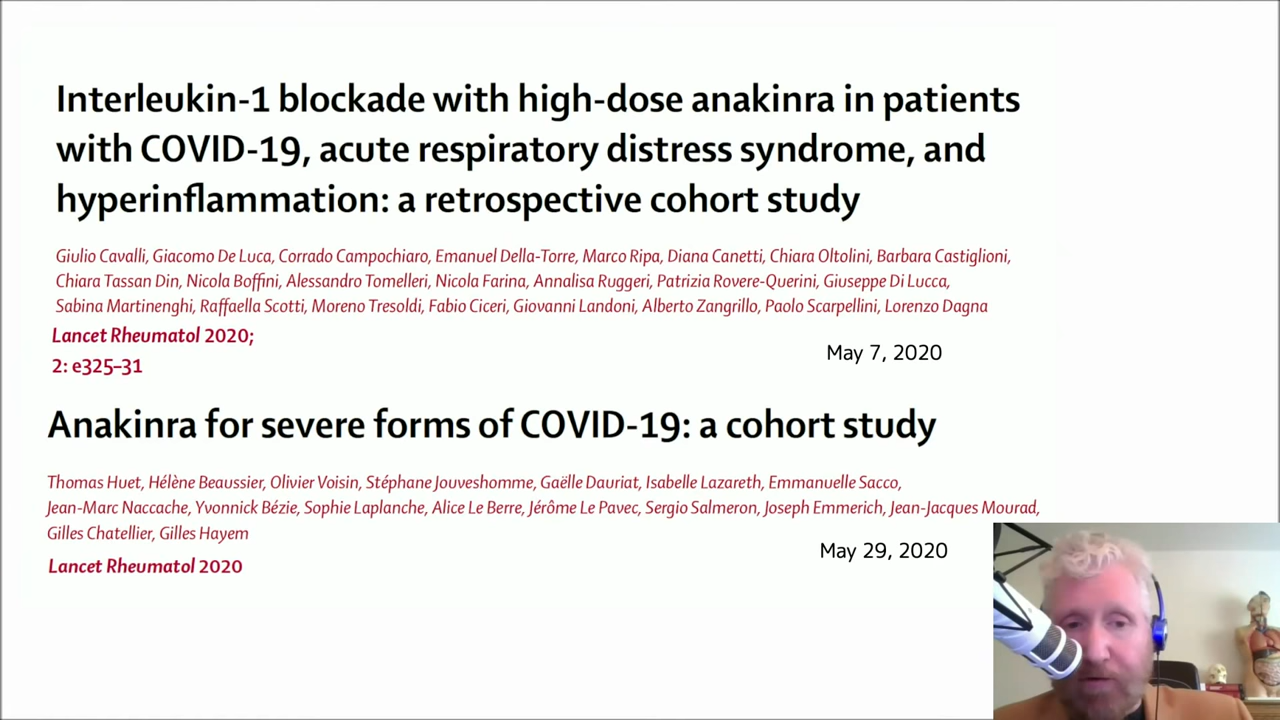 Interleukin-1 blockade with high-dose anakinra in patients
with COVID-19, acute respiratory distress syndrome, and
hyperinflammation: a retrospective cohort study
Giulio Cavalli, Giacomo De Luca, Corrado Campochiaro, Emanuel Della-Torre, Marco Ripa, Diana Canetti, Chiara Oltolini, Barbara Castiglioni,
Chiara Tassan Din, Nicola Boffini, Alessandro Tomelleri, Nicola Farina, Annalisa Ruggeri, Patrizia Rovere-Querini, Giuseppe Di Lucca,
Sabina Martinenghi, Raffaella Scotti, Moreno Tresoldi, Fabio Ciceri, Giovanni Landoni, Alberto Zangrillo, Paolo Scarpellini, Lorenzo Dagna
Lancet Rheumatol 2020;
2: e325–31
May 7, 2020
Anakinra for severe forms of COVID-19: a cohort study
Thomas Huet, Hélène Beaussier, Olivier Voisin, Stéphane Jouveshomme, Gaëlle Dauriat, Isabelle Lazareth, Emmanuelle Sacco,
Jean-Marc Naccache, Yvonnick Bézie, Sophie Laplanche, Alice Le Berre, Jérôme Le Pavec, Sergio Salmeron, Joseph Emmerich, Jean-Jacques Mourad,
Gilles Chatellier, Gilles Hayem
May 29, 2020
Lancet Rheumatol 2020